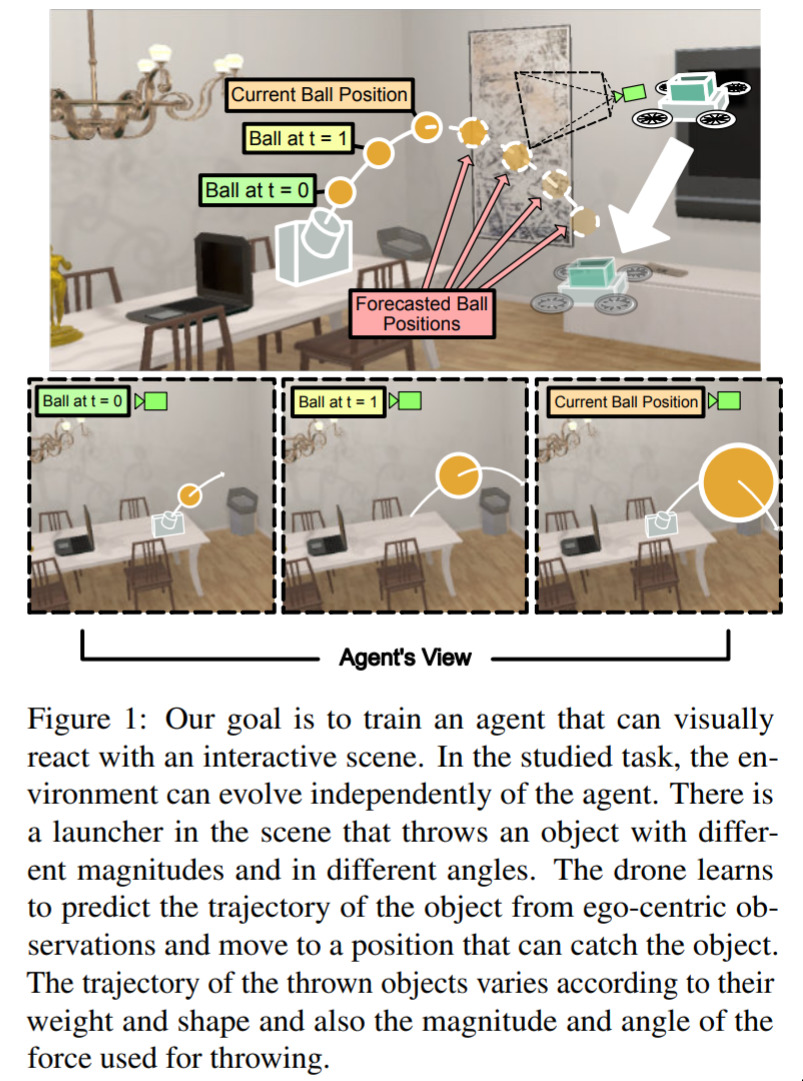 Current Ball Position
Ball at t = 1
Ball at t = 0
Forecasted Ball
Positions
Ball at t = 0
Ball at t = 1
Current Ball Position
Agent's View
Figure 1: Our goal is to train an agent that can visually
react with an interactive scene. In the studied task, the en-
vironment can evolve independently of the agent. There is
a launcher in the scene that throws an object with differ-
ent magnitudes and in different angles. The drone learns
to predict the trajectory of the object from ego-centric ob-
servations and move to a position that can catch the object.
The trajectory of the thrown objects varies according to their
weight and shape and also the magnitude and angle of the
force used for throwing.